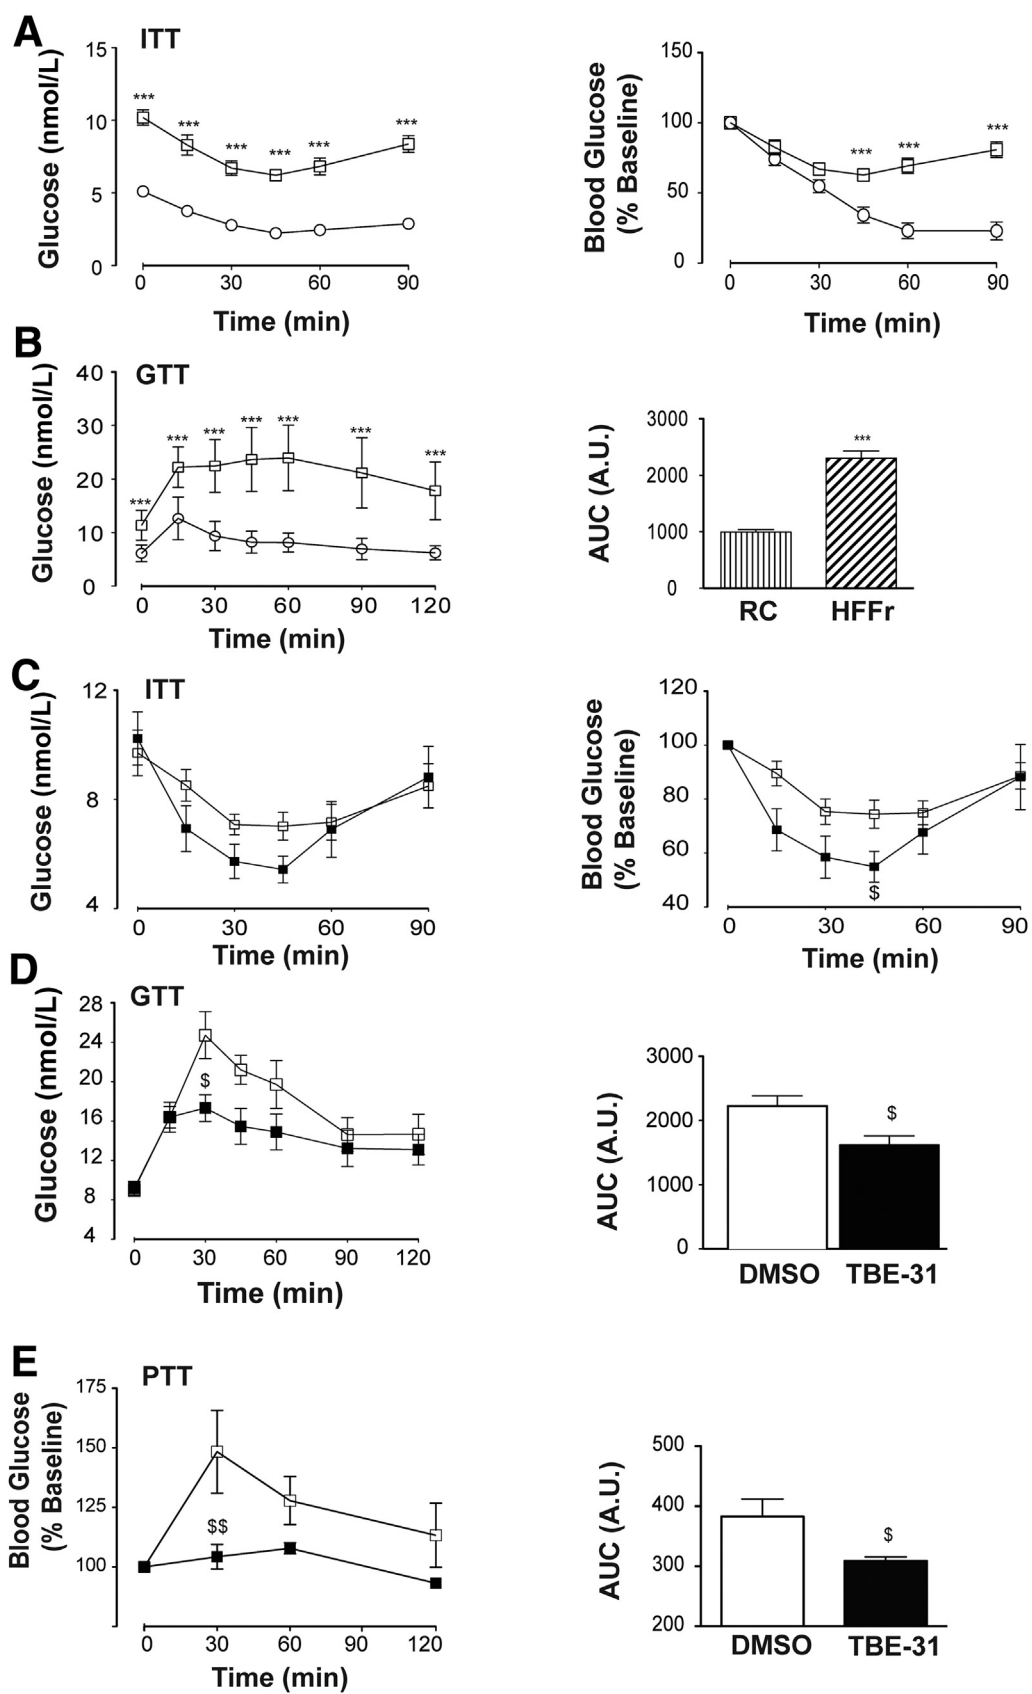 A
ITT
Glucose (nmol/L)
15
10
5
0
***
***
***
***
***
***
0
30
60
90
Time (min)
Blood Glucose
(% Baseline)
150
100
50
0
***
***
***
0
30
60
90
Time (min)
B
GTT
Glucose (nmol/L)
40
30
20
10
0
***
***
***
***
***
***
***
0
30
60
90
120
Time (min)
AUC (A.U.)
3000
2000
1000
0
***
RC
HFFr
C
ITT
Glucose (nmol/L)
12
8
4
0
30
60
90
Time (min)
Blood Glucose
(% Baseline)
120
100
80
60
40
$
0
30
60
90
Time (min)
D
GTT
Glucose (nmol/L)
28
24
20
16
12
8
4
$
0
30
60
90
120
Time (min)
AUC (A.U.)
3000
2000
1000
0
$
DMSO
TBE-31
E
PTT
Blood Glucose
(% Baseline)
175
150
125
100
$$
0
30
60
90
120
Time (min)
AUC (A.U.)
500
400
300
200
$
DMSO
TBE-31